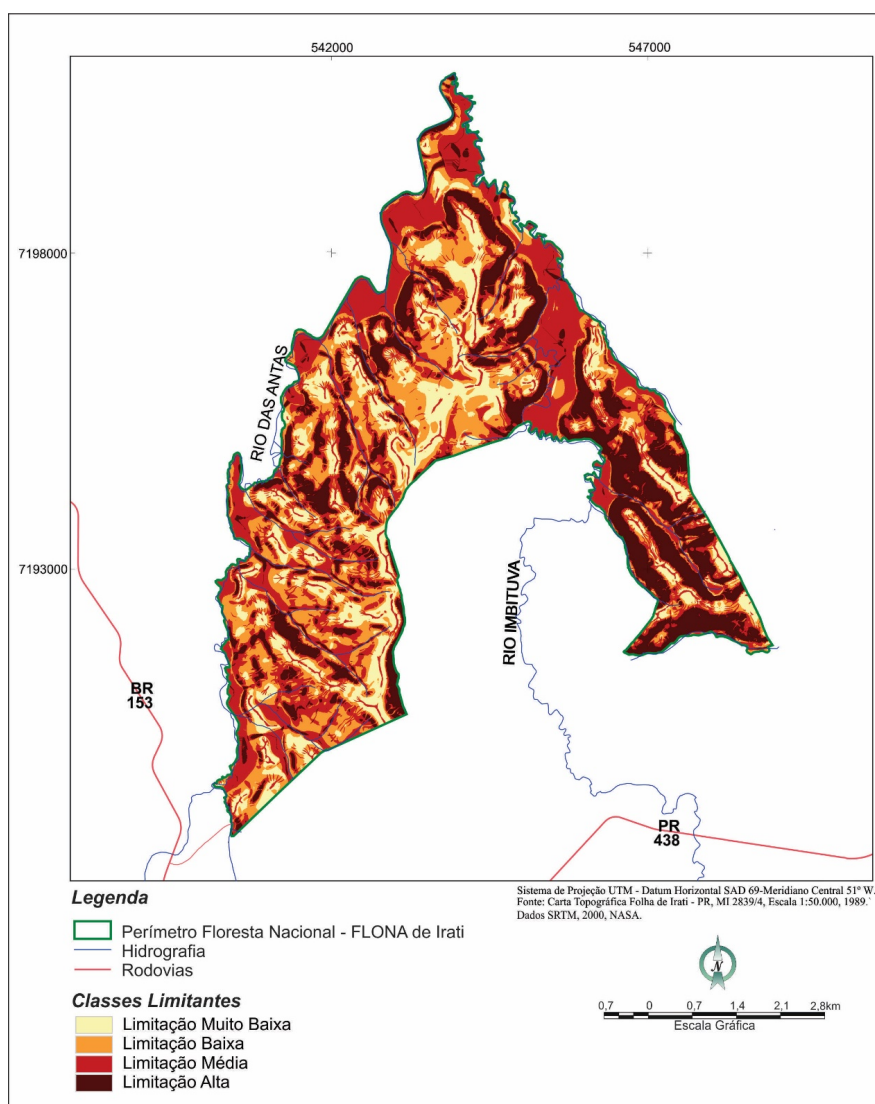 542000
547000
7198000
RIO DAS ANTAS
7193000
RIO IMBITUVA
BR
153
PR
438
Legenda
Perímetro Floresta Nacional - FLONA de Irati
Hidrografia
Rodovias
Classes Limitantes
Limitação Muito Baixa
Limitação Baixa
Limitação Média
Limitação Alta
Sistema de Projeção UTM - Datum Horizontal SAD 69-Meridiano Central 51º W.
Fonte: Carta Topográfica Folha de Irati - PR, MI 2839/4, Escala 1:50.000, 1989.
Dados SRTM, 2000, NASA.
N
0,7 0 0,7 1,4 2,1 2,8km
Escala Gráfica